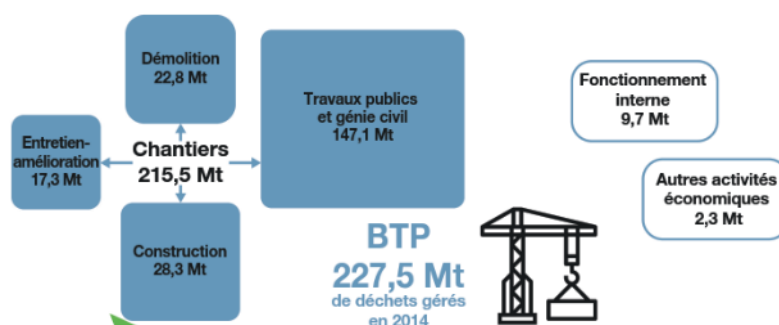 Démolition
22,8 Mt
Travaux publics
et génie civil
147,1 Mt
Fonctionnement
interne
9,7 Mt
Entretien-
amélioration
17,3 Mt
Chantiers
215,5 Mt
Autres activités
économiques
2,3 Mt
Construction
28,3 Mt
BTP
227,5 Mt
de déchets gérés
en 2014